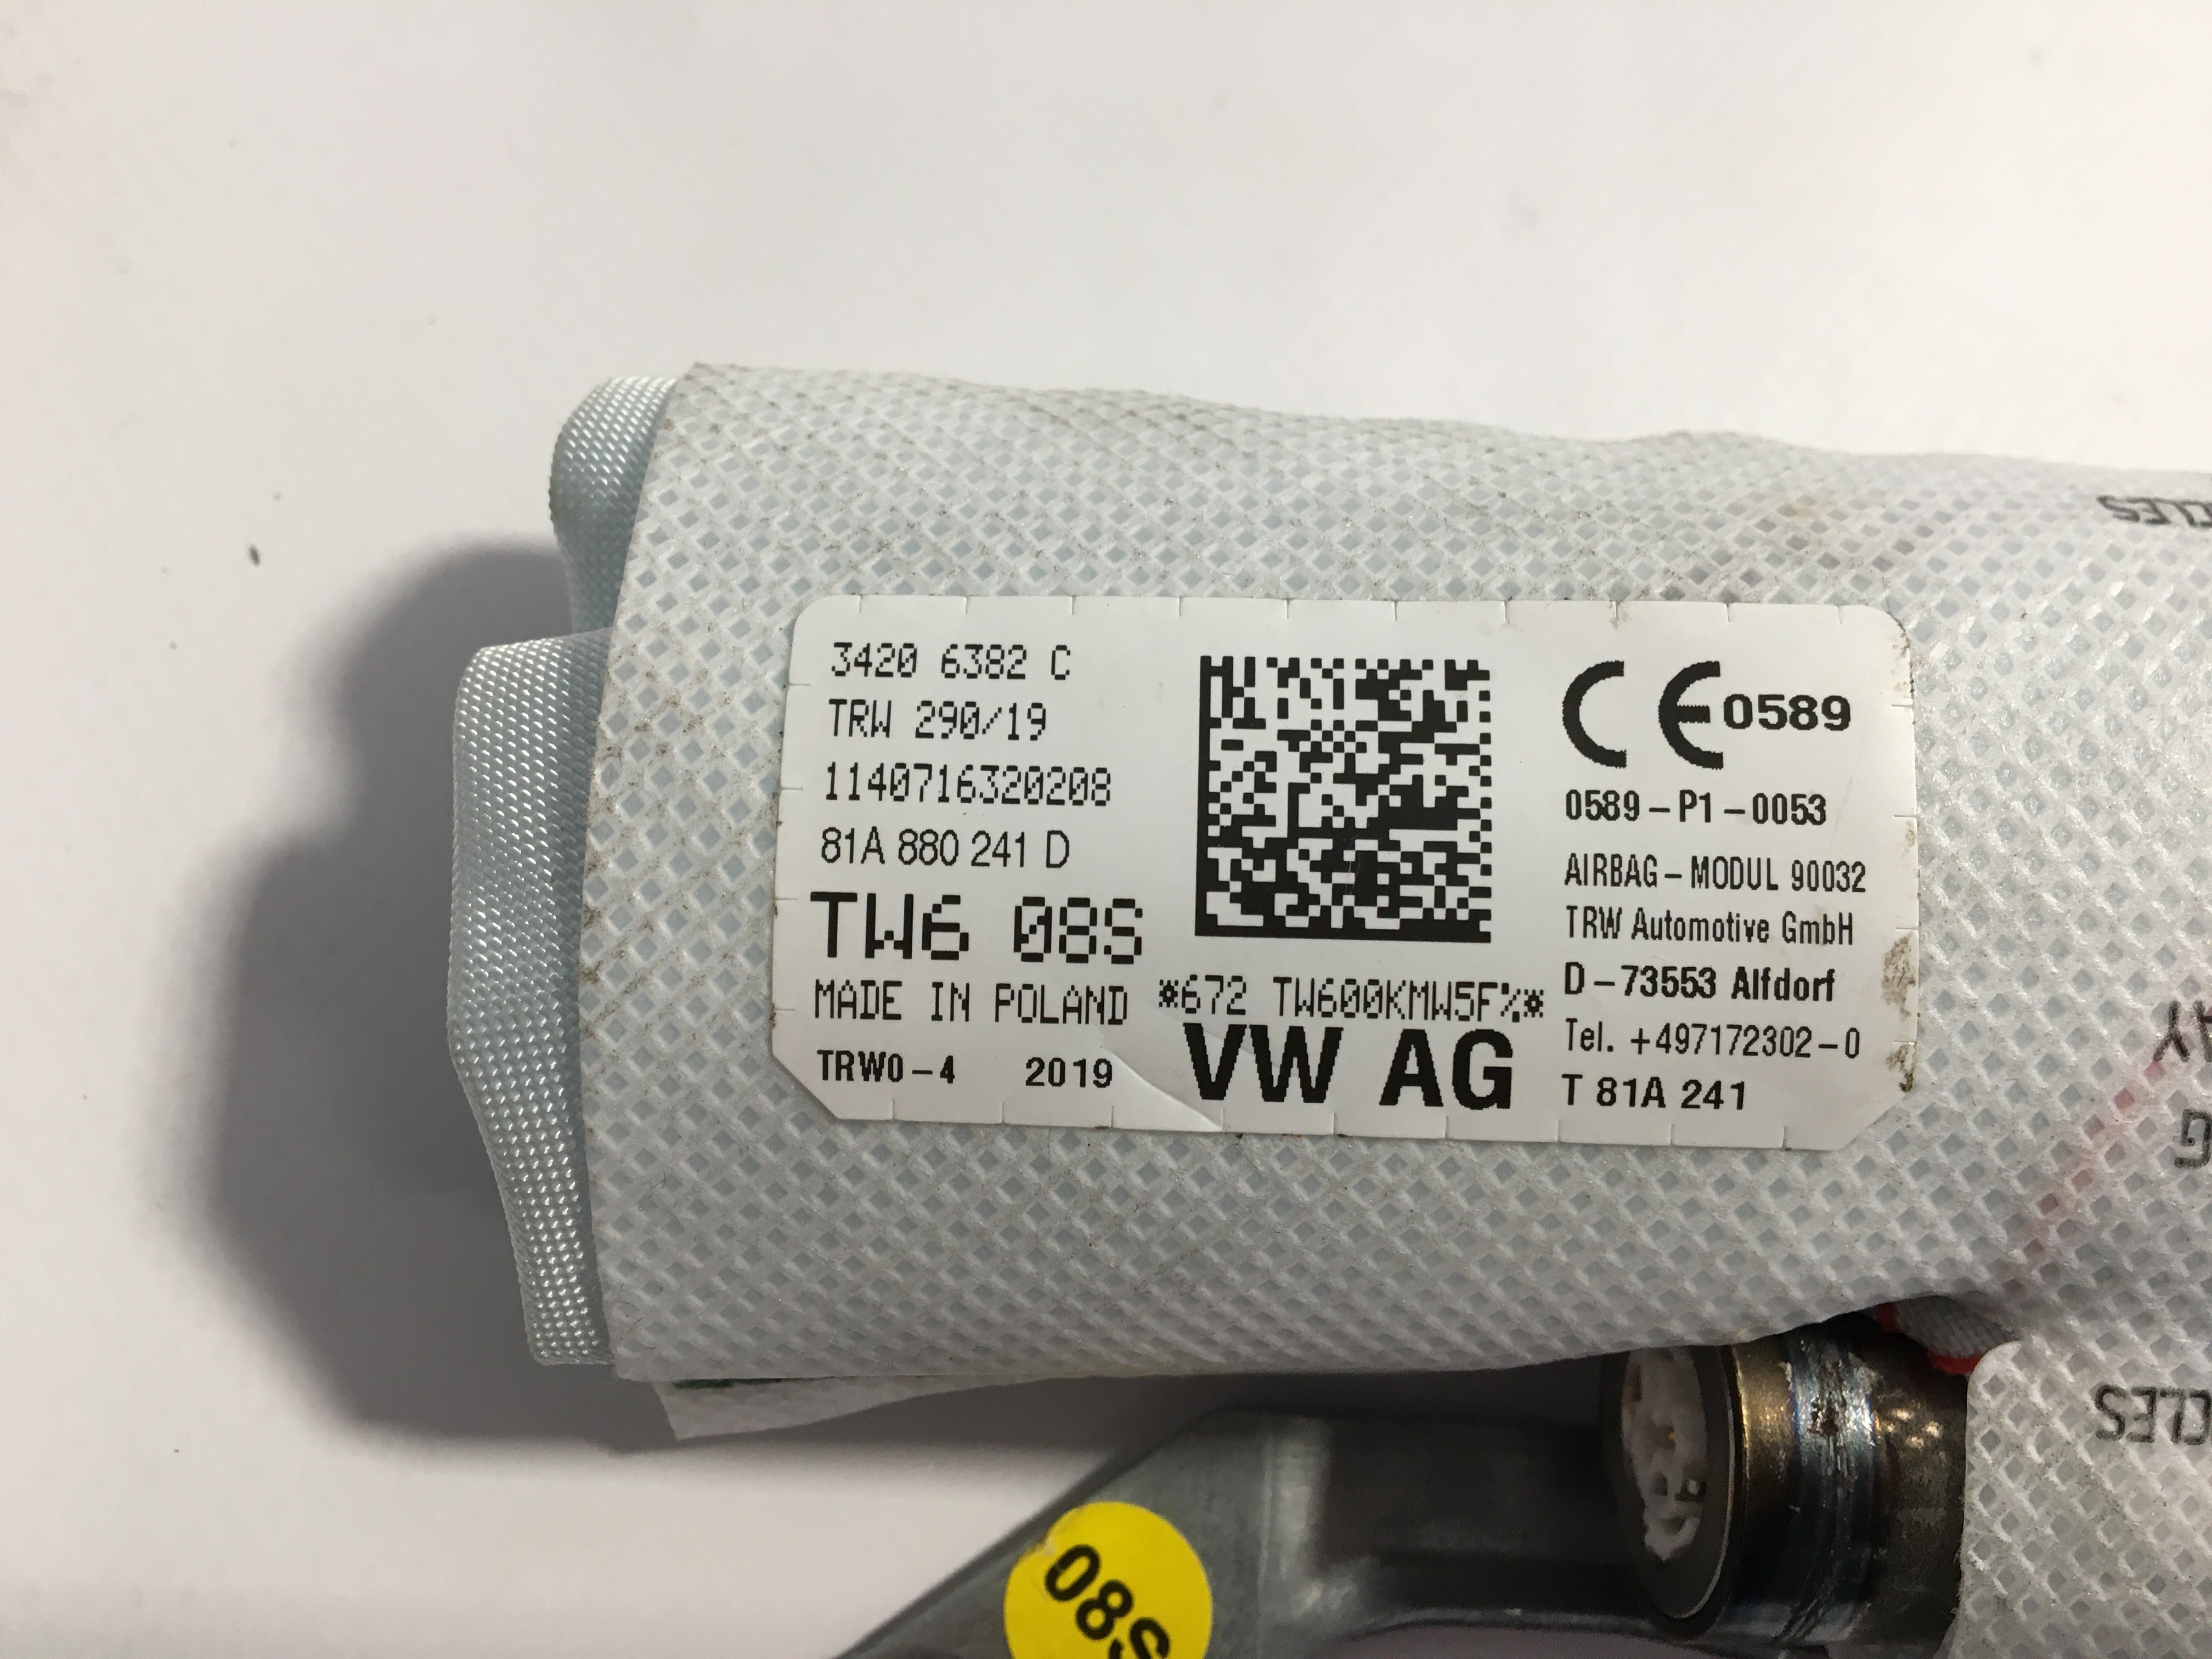 3420 6382 C
TRW 290/19
1140716320208
81A 880 241 D
TW6 08S
MADE IN POLAND
TRW0-4 2019
*672 TW600KMW5F%*
VW AG
CE 0589
0589-P1-0053
AIRBAG-MODUL 90032
TRW Automotive GmbH
D-73553 Alfdorf
Tel. +497172302-0
T 81A 241
08S